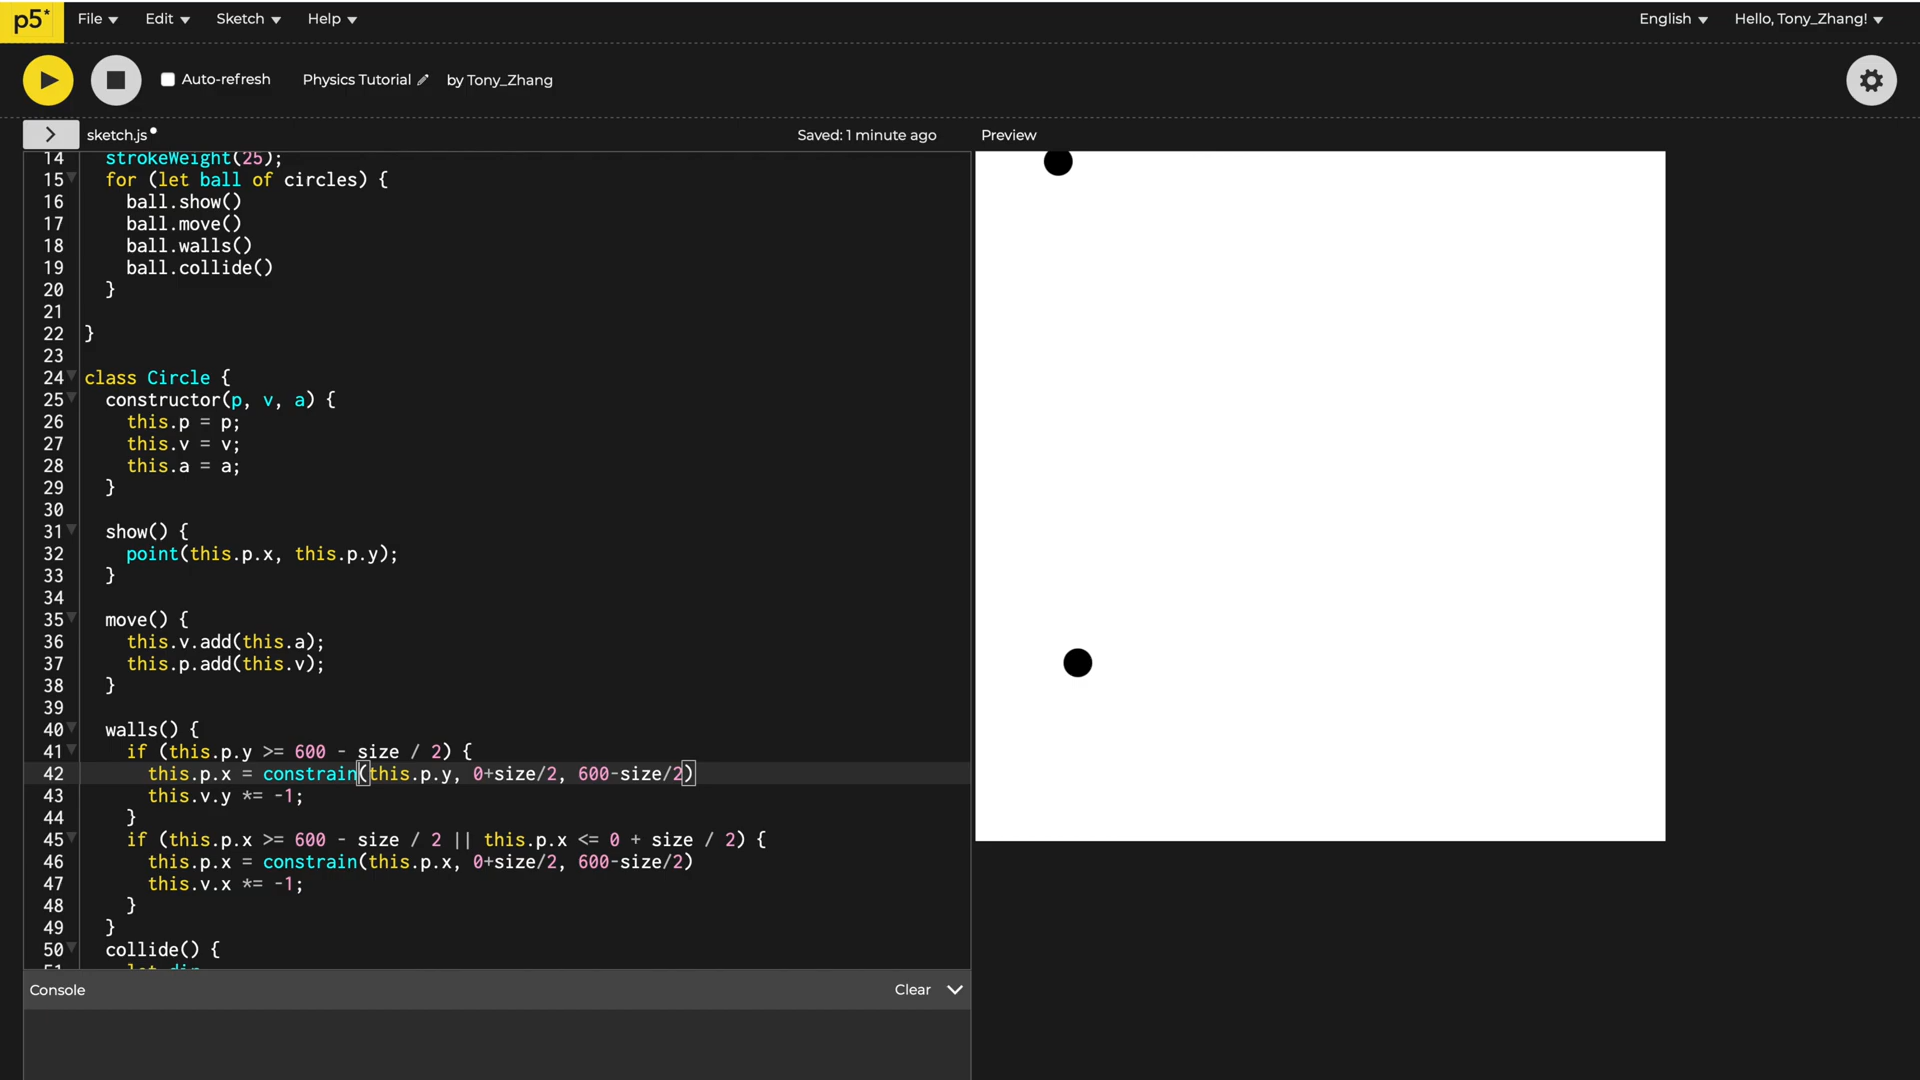 p5*
File Edit Sketch Help English Hello, Tony_Zhang!
Auto-refresh Physics Tutorial by Tony_Zhang
sketch.js Saved: 1 minute ago Preview
14 strokeWeight(25);
15 for (let ball of circles) {
16 ball.show()
17 ball.move()
18 ball.walls()
19 ball.collide()
20 }
21
22 }
23
24 class Circle {
25 constructor(p, v, a) {
26 this.p = p;
27 this.v = v;
28 this.a = a;
29 }
30
31 show() {
32 point(this.p.x, this.p.y);
33 }
34
35 move() {
36 this.v.add(this.a);
37 this.p.add(this.v);
38 }
39
40 walls() {
41 if (this.p.y >= 600 - size / 2) {
42 this.p.x = constrain(this.p.y, 0+size/2, 600-size/2)
43 this.v.y *= -1;
44 }
45 if (this.p.x >= 600 - size / 2 || this.p.x <= 0 + size / 2) {
46 this.p.x = constrain(this.p.x, 0+size/2, 600-size/2)
47 this.v.x *= -1;
48 }
49 }
50 collide() {
51 let dir
Console Clear